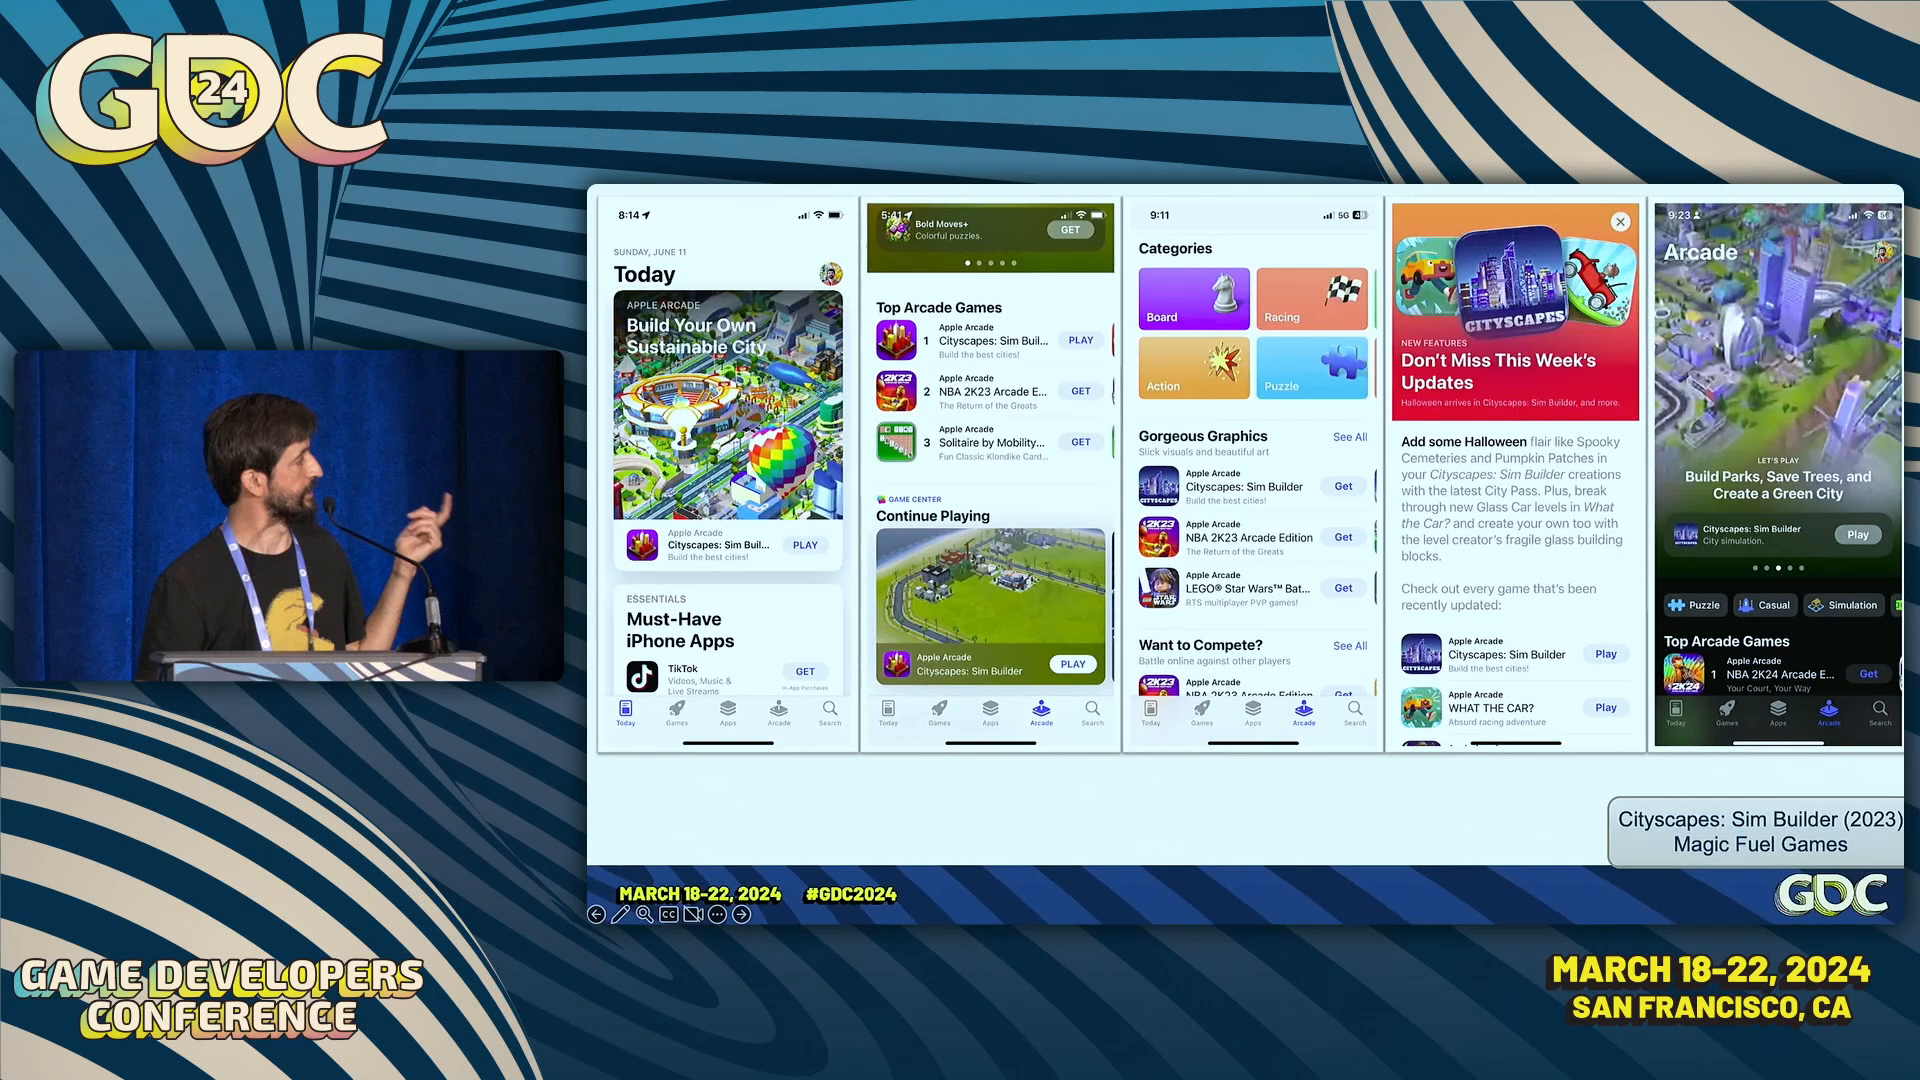 GDC
24
8:14
SUNDAY, JUNE 11
Today
APPLE ARCADE
Build Your Own
Sustainable City
Apple Arcade
Cityscapes: Sim Buil...
Build the best cities!
PLAY
ESSENTIALS
Must-Have
iPhone Apps
TikTok
Videos, Music &
Live Streams
GET
In-App Purchases
Today
Games
Apps
Arcade
Search
5:41
Bold Moves+
Colorful puzzles.
GET
Top Arcade Games
1
Apple Arcade
Cityscapes: Sim Buil...
Build the best cities!
PLAY
2K23
2
Apple Arcade
NBA 2K23 Arcade E...
The Return of the Greats
GET
3
Apple Arcade
Solitaire by Mobility...
Fun Classic Klondike Card...
GET
GAME CENTER
Continue Playing
Apple Arcade
Cityscapes: Sim Builder
PLAY
Today
Games
Apps
Arcade
Search
9:11
5G
Categories
Board
Racing
Action
Puzzle
Gorgeous Graphics
See All
Slick visuals and beautiful art
CITYSCAPES
Apple Arcade
Cityscapes: Sim Builder
Build the best cities!
Get
2K23
Apple Arcade
NBA 2K23 Arcade Edition
The Return of the Greats
Get
STAR WARS
Apple Arcade
LEGO® Star Wars™ Bat...
RTS multiplayer PVP games!
Get
Want to Compete?
See All
Battle online against other players
2K23
Apple Arcade
NBA 2K23 Arcade Edition
Get
Today
Games
Apps
Arcade
Search
CITYSCAPES
NEW FEATURES
Don't Miss This Week's
Updates
Halloween arrives in Cityscapes: Sim Builder, and more.
Add some Halloween flair like Spooky
Cemeteries and Pumpkin Patches in
your Cityscapes: Sim Builder creations
with the latest City Pass. Plus, break
through new Glass Car levels in What
the Car? and create your own too with
the level creator's fragile glass building
blocks.
Check out every game that's been
recently updated:
CITYSCAPES
Apple Arcade
Cityscapes: Sim Builder
Build the best cities!
Play
Apple Arcade
WHAT THE CAR?
Absurd racing adventure
Play
9:23
Arcade
LET'S PLAY
Build Parks, Save Trees, and
Create a Green City
Cityscapes: Sim Builder
City simulation.
Play
Puzzle
Casual
Simulation
Top Arcade Games
2K24
1
Apple Arcade
NBA 2K24 Arcade E...
Your Court, Your Way
Get
Today
Games
Apps
Arcade
Search
Cityscapes: Sim Builder (2023)
Magic Fuel Games
MARCH 18-22, 2024
#GDC2024
CC
GDC
GAME DEVELOPERS
CONFERENCE
MARCH 18-22, 2024
SAN FRANCISCO, CA